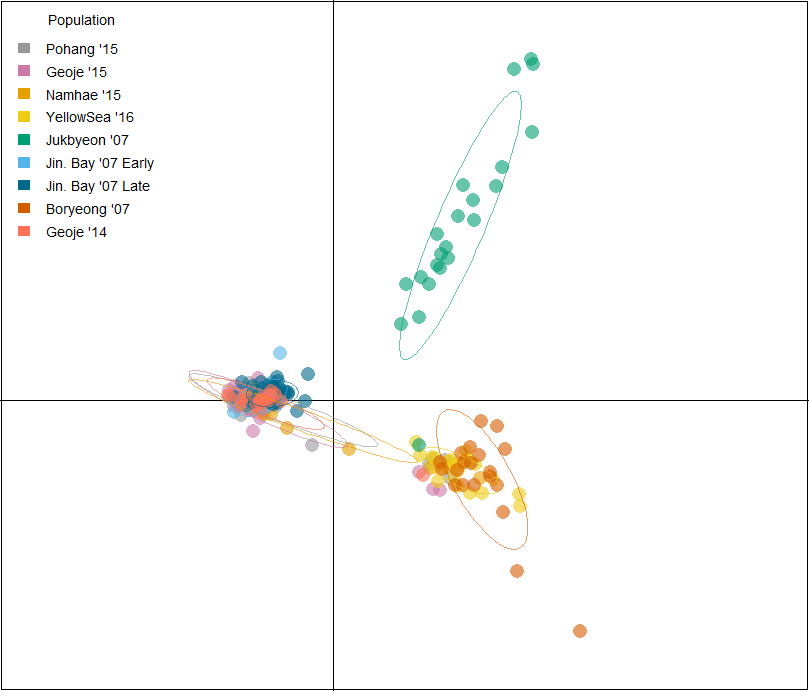 Population
Pohang '15
Geoje '15
Namhae '15
YellowSea '16
Jukbyeon '07
Jin. Bay '07 Early
Jin. Bay '07 Late
Boryeong '07
Geoje '14